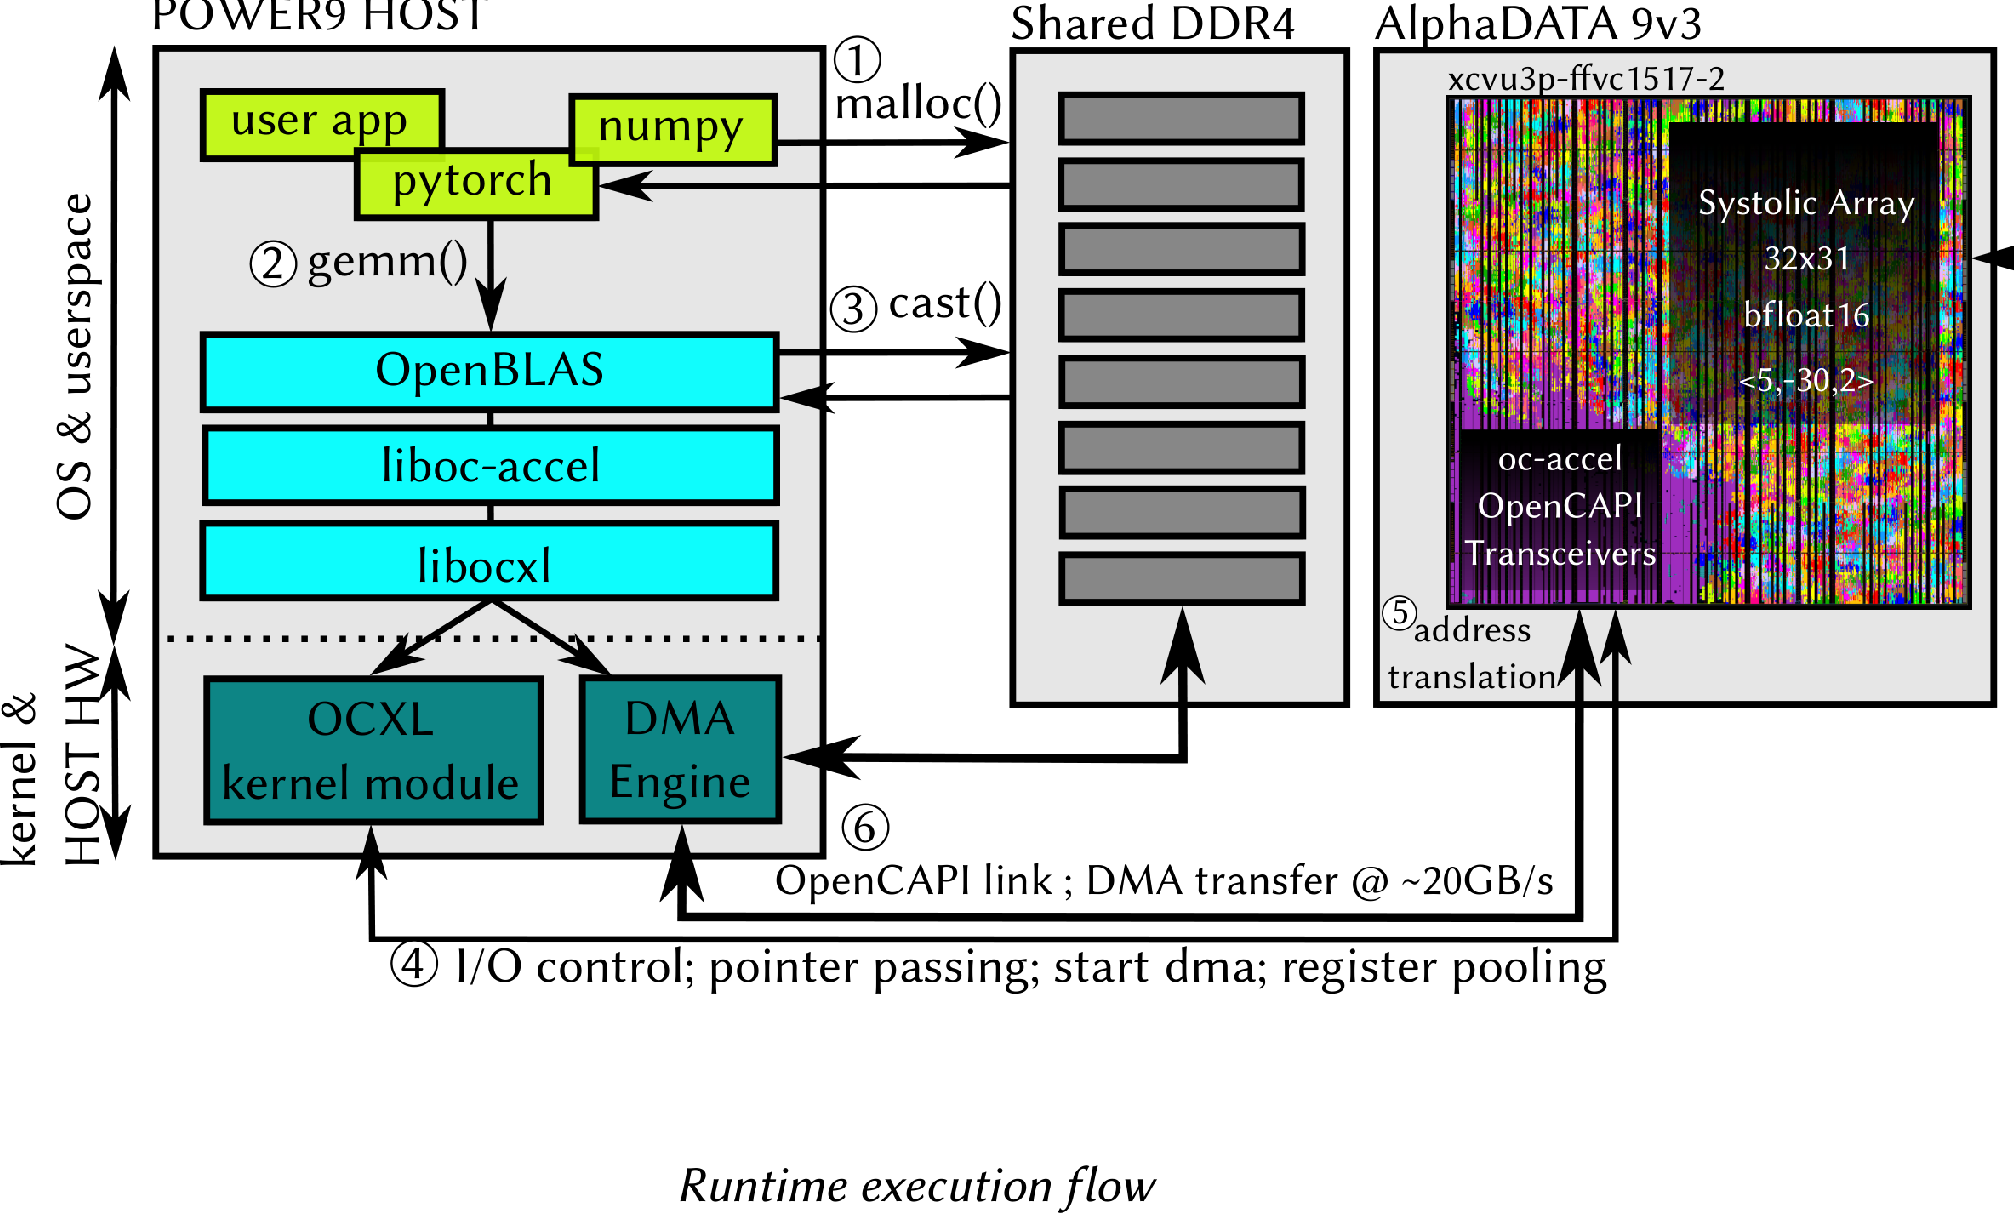 POWER9 HOST
Shared DDR4
AlphaDATA 9v3
①
malloc()
xcvu3p-ffvc1517-2
user app
numpy
pytorch
② gemm()
③ cast()
OpenBLAS
liboc-accel
libocxl
OS & userspace
kernel &
HOST HW
OCXL
kernel module
DMA
Engine
Systolic Array
32x31
bfloat16
<5,-30,2>
oc-accel
OpenCAPI
Transceivers
⑤ address
translation
⑥
OpenCAPI link ; DMA transfer @ ~20GB/s
④ I/O control; pointer passing; start dma; register pooling
Runtime execution flow